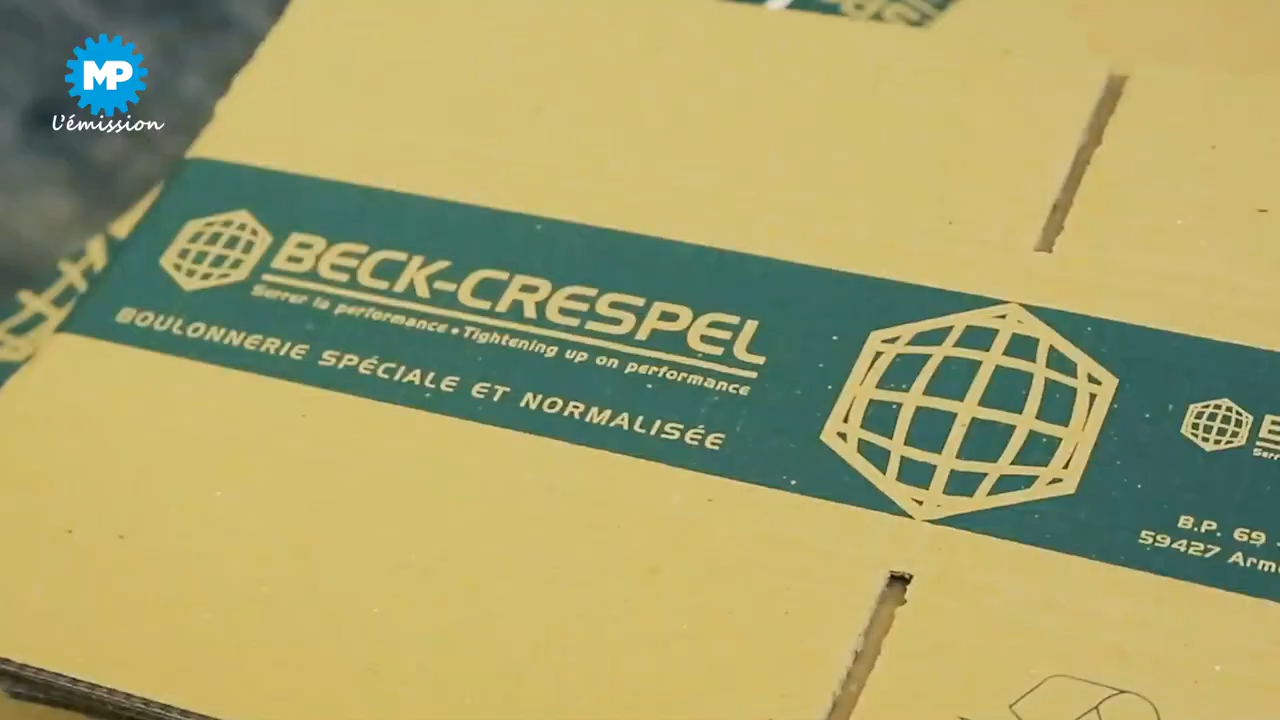 MP
l'émission
BECK-CRESPEL
Serrer la performance • Tightening up on performance
BOULONNERIE SPÉCIALE ET NORMALISÉE
B.P. 69
59427